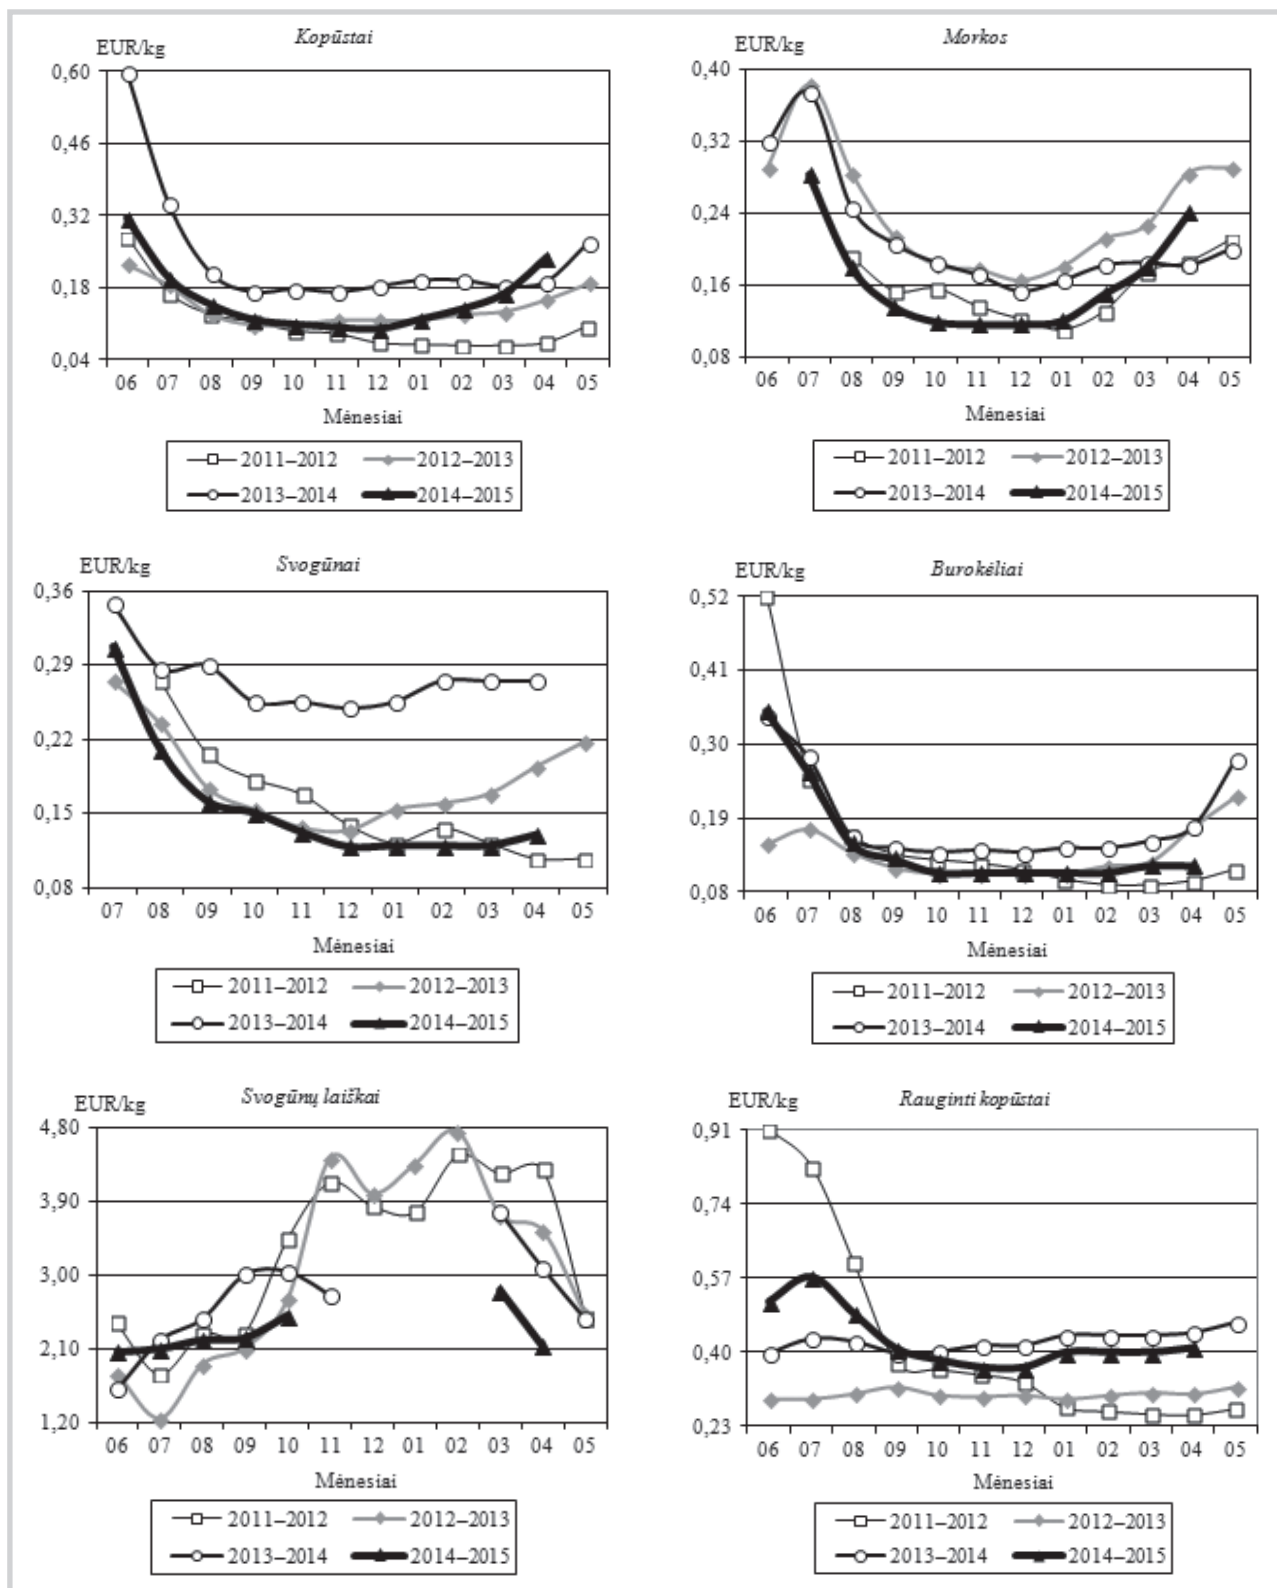 Kopūstai
EUR/kg
0,60
0,46
0,32
0,18
0,04
06 07 08 09 10 11 12 01 02 03 04 05
Mėnesiai
2011–2012 2012–2013
2013–2014 2014–2015
Morkos
EUR/kg
0,40
0,32
0,24
0,16
0,08
06 07 08 09 10 11 12 01 02 03 04 05
Mėnesiai
2011–2012 2012–2013
2013–2014 2014–2015
Svogūnai
EUR/kg
0,36
0,29
0,22
0,15
0,08
07 08 09 10 11 12 01 02 03 04 05
Mėnesiai
2011–2012 2012–2013
2013–2014 2014–2015
Burokėliai
EUR/kg
0,52
0,41
0,30
0,19
0,08
06 07 08 09 10 11 12 01 02 03 04 05
Mėnesiai
2011–2012 2012–2013
2013–2014 2014–2015
Svogūnų laiškai
EUR/kg
4,80
3,90
3,00
2,10
1,20
06 07 08 09 10 11 12 01 02 03 04 05
Mėnesiai
2011–2012 2012–2013
2013–2014 2014–2015
Rauginti kopūstai
EUR/kg
0,91
0,74
0,57
0,40
0,23
06 07 08 09 10 11 12 01 02 03 04 05
Mėnesiai
2011–2012 2012–2013
2013–2014 2014–2015